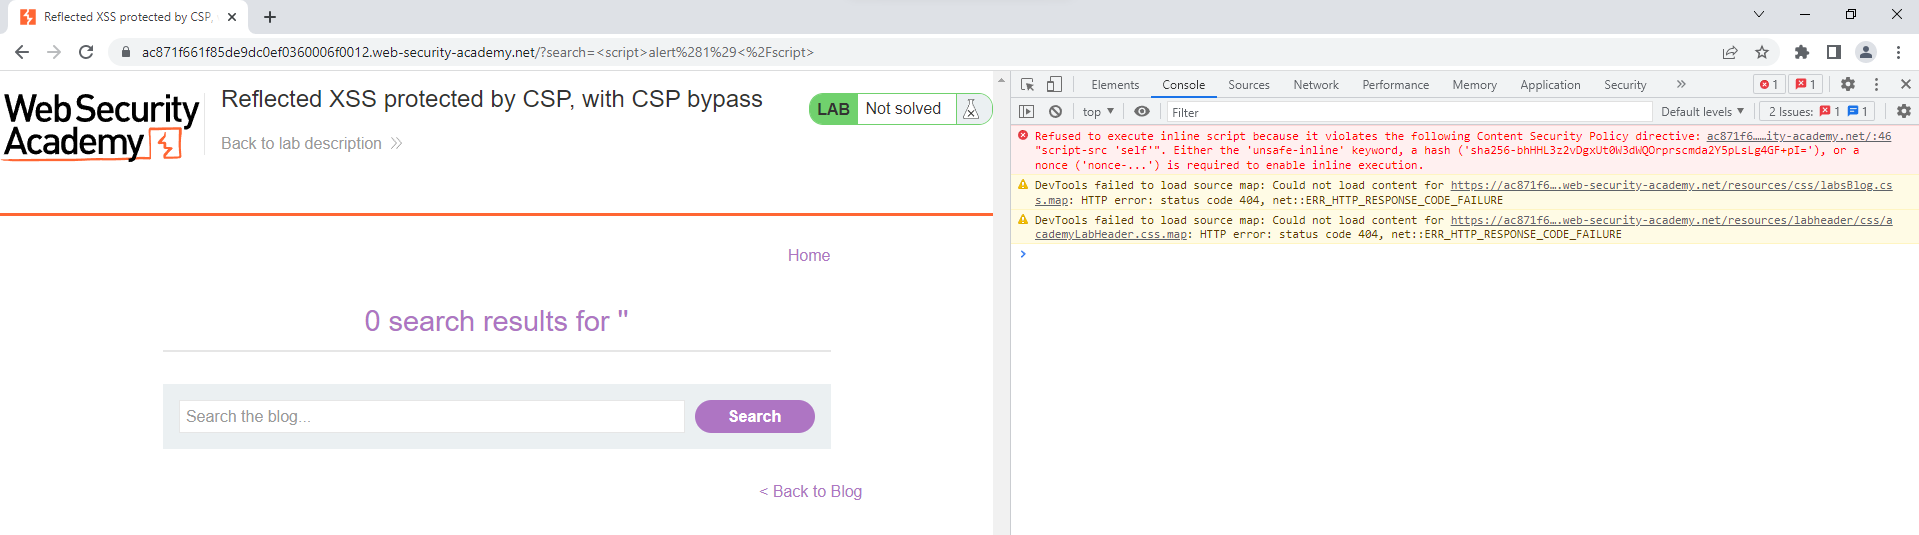 Reflected XSS protected by CSP,
ac871f661f85de9dc0ef0360006f0012.web-security-academy.net/?search=<script>alert%281%29<%2Fscript>
Web Security
Academy
Reflected XSS protected by CSP, with CSP bypass
Back to lab description
LAB
Not solved
Home
0 search results for ''
Search the blog...
Search
< Back to Blog
Elements
Console
Sources
Network
Performance
Memory
Application
Security
1
1
top
Filter
Default levels
2 Issues:
1
1
Refused to execute inline script because it violates the following Content Security Policy directive: ac871f6……ity-academy.net/:46
"script-src 'self'". Either the 'unsafe-inline' keyword, a hash ('sha256-bhHHL3z2vDgxUt0W3dWQOrprscmda2Y5pLsLg4GF+pI='), or a
nonce ('nonce-...') is required to enable inline execution.
DevTools failed to load source map: Could not load content for https://ac871f6….web-security-academy.net/resources/css/labsBlog.cs
s.map: HTTP error: status code 404, net::ERR_HTTP_RESPONSE_CODE_FAILURE
DevTools failed to load source map: Could not load content for https://ac871f6….web-security-academy.net/resources/labheader/css/a
cademyLabHeader.css.map: HTTP error: status code 404, net::ERR_HTTP_RESPONSE_CODE_FAILURE